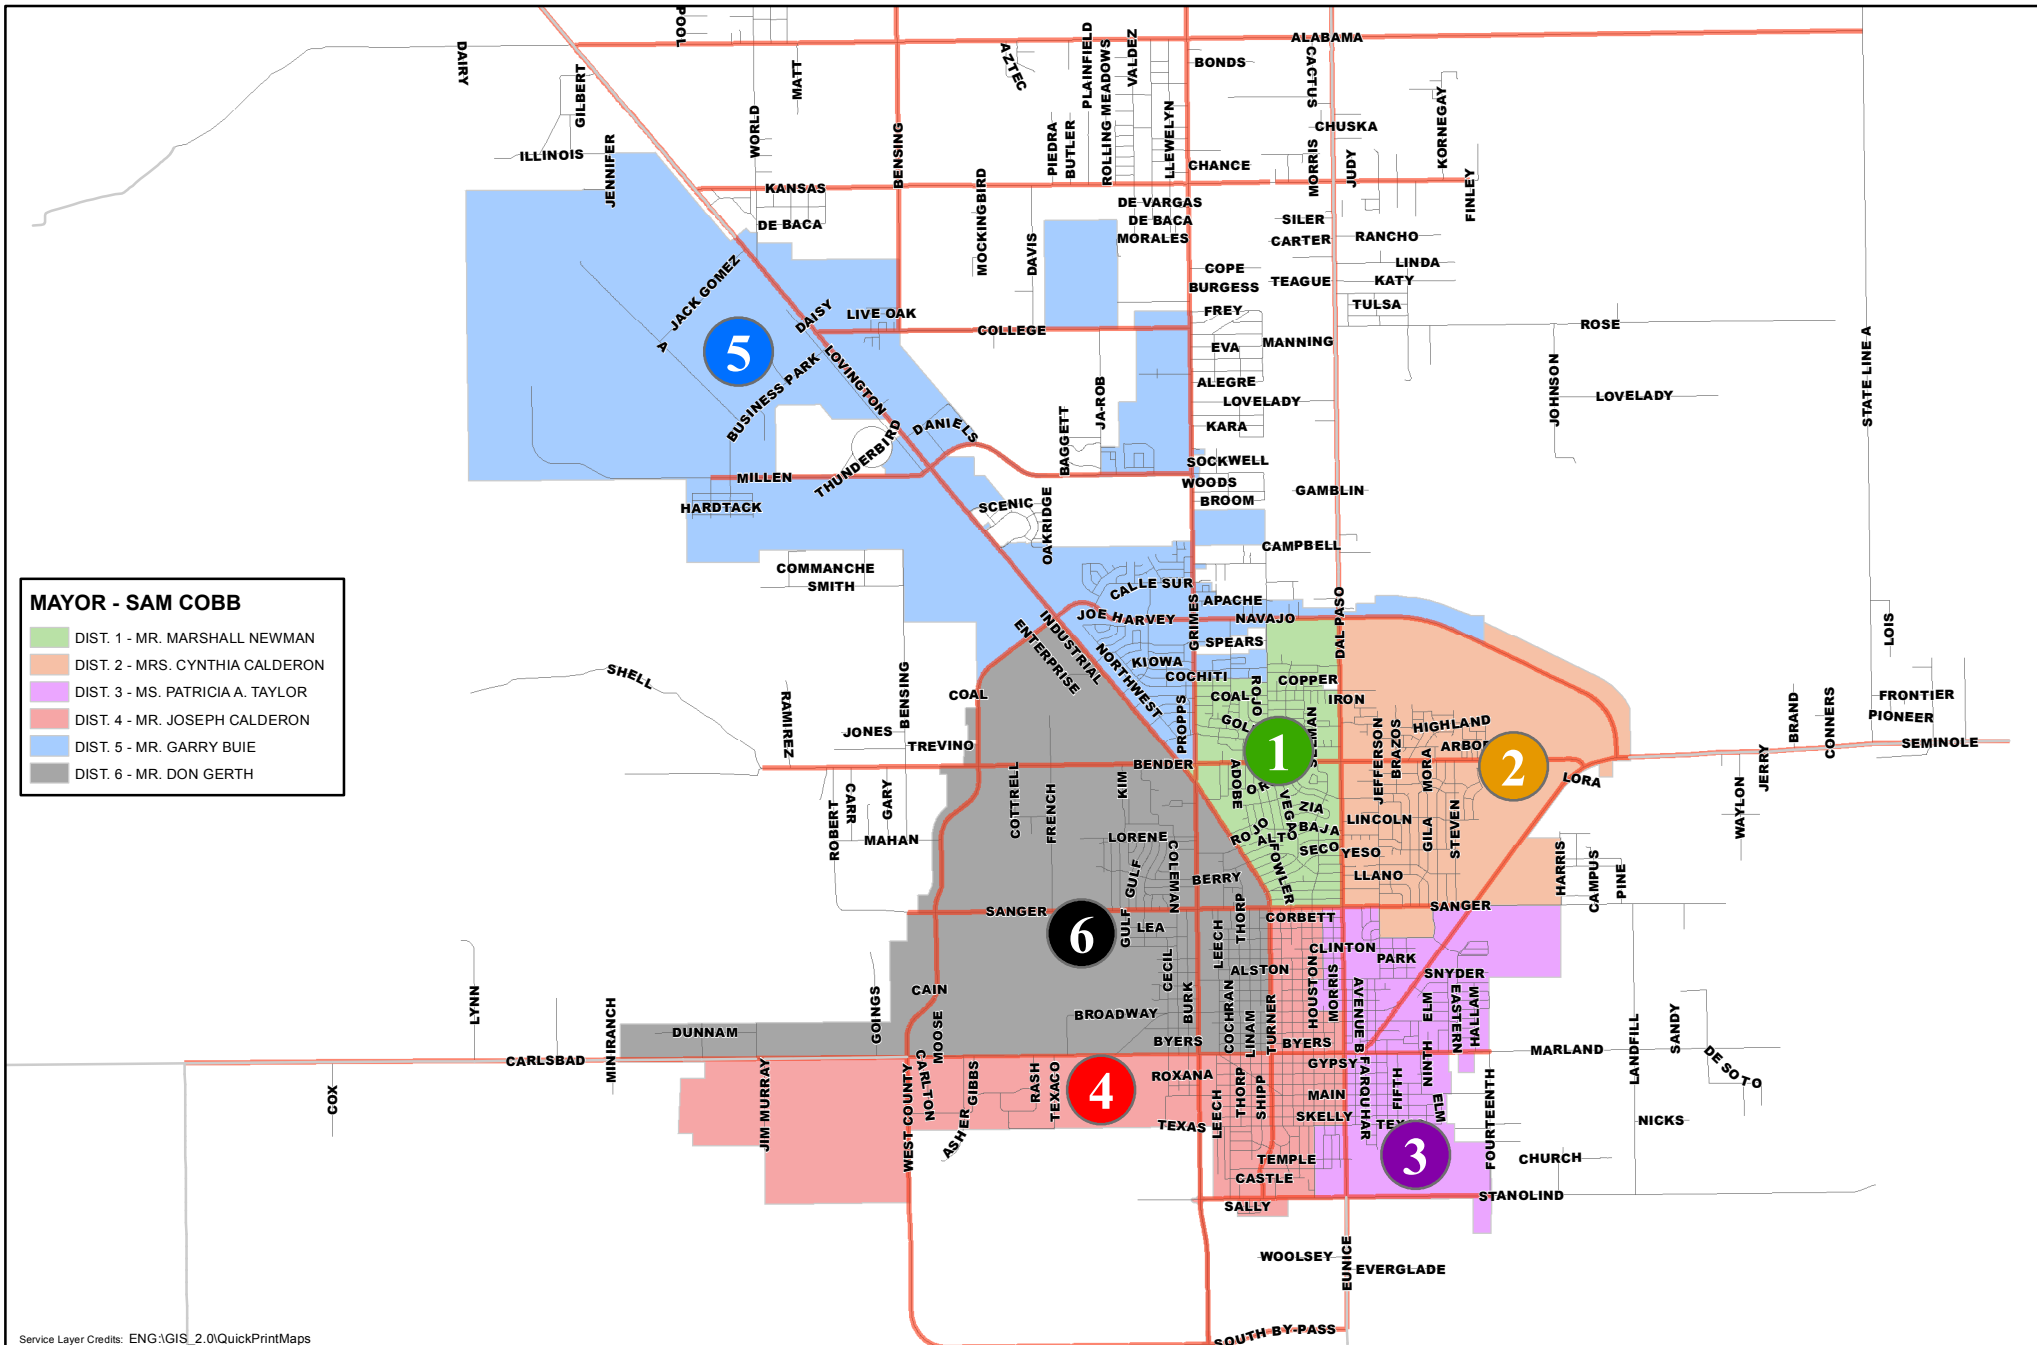 POOL
ALABAMA
DAIRY
GILBERT
MATT
AZTEC
PLAINFIELD
ROLLING MEADOWS
VALDEZ
BONDS
CACTUS
WORLD
BENSING
PIEDRA
BUTLER
LLEWELYN
CHUSKA
KORNEGAY
ILLINOIS
JENNIFER
CHANCE
MORRIS
JUDY
KANSAS
FINLEY
MOCKINGBIRD
DE VARGAS
DE BACA
DE BACA
MORALES
SILER
CARTER
RANCHO
DAVIS
JACK GOMEZ
COPE
LINDA
BURGESS
TEAGUE
KATY
DAISY
LIVE OAK
FREY
TULSA
COLLEGE
ROSE
A
5
LOVINGTON
EVA
MANNING
STATE LINE A
BUSINESS PARK
JA-ROB
ALEGRE
LOVELADY
JOHNSON
LOVELADY
BAGGETT
DANIELS
KARA
THUNDERBIRD
SOCKWELL
MILLEN
WOODS
GAMBLIN
HARDTACK
SCENIC
OAKRIDGE
BROOM
CAMPBELL
COMMANCHE
SMITH
CALLE SUR
MAYOR - SAM COBB
DIST. 1 - MR. MARSHALL NEWMAN
DIST. 2 - MRS. CYNTHIA CALDERON
DIST. 3 - MS. PATRICIA A. TAYLOR
DIST. 4 - MR. JOSEPH CALDERON
DIST. 5 - MR. GARRY BUIE
DIST. 6 - MR. DON GERTH
APACHE
JOE HARVEY
GRIMES
NAVAJO
DAL PASO
LOIS
INDUSTRIAL
ENTERPRISE
NORTHWEST
SPEARS
KIOWA
COCHITI
SHELL
BENSING
COAL
COAL
ROJO
COPPER
IRON
RAMIREZ
JONES
TREVINO
PROPPS
1
HIGHLAND
BRAND
CONNERS
FRONTIER
PIONEER
SEMINOLE
JEFFERSON
BRAZOS
BENDER
2
LORA
JERRY
WAYLON
ROBERT
CARR
GARY
MAHAN
COTTRELL
FRENCH
KIM
ADOBE
VEGA
ZIA
MORA
BAJA
LINCOLN
ROJO
ALTO
SECO
YESO
GILA
STEVEN
LORENE
GULF
COLEMAN
BERRY
FOWLER
LLANO
HARRIS
CAMPUS
PINE
SANGER
SANGER
6
GULF
LEA
THORP
CORBETT
LEECH
CLINTON
PARK
CECIL
ALSTON
HOUSTON
MORRIS
SNYDER
LYNN
MINIRANCH
GOINGS
CAIN
MOOSE
BURK
COCHRAN
LINAM
TURNER
AVENUE B
ELM
EASTERN
HALLAM
LANDFILL
SANDY
DUNNAM
BROADWAY
BYERS
BYERS
CARLSBAD
MARLAND
DE SOTO
GYPSY
COX
JIM MURRAY
WEST COUNTY
CARLTON
GIBBS
ASHER
RASH
TEXACO
4
ROXANA
LEECH
THORP
SHIPP
MAIN
SKELLY
FARQUHAR
FIFTH
NINTH
ELM
FOURTEENTH
TEXAS
NICKS
3
CHURCH
TEMPLE
CASTLE
STANOLIND
SALLY
WOOLSEY
EUNICE
EVERGLADE
SOUTH BY-PASS
Service Layer Credits: ENG:\GIS_2.0\QuickPrintMaps